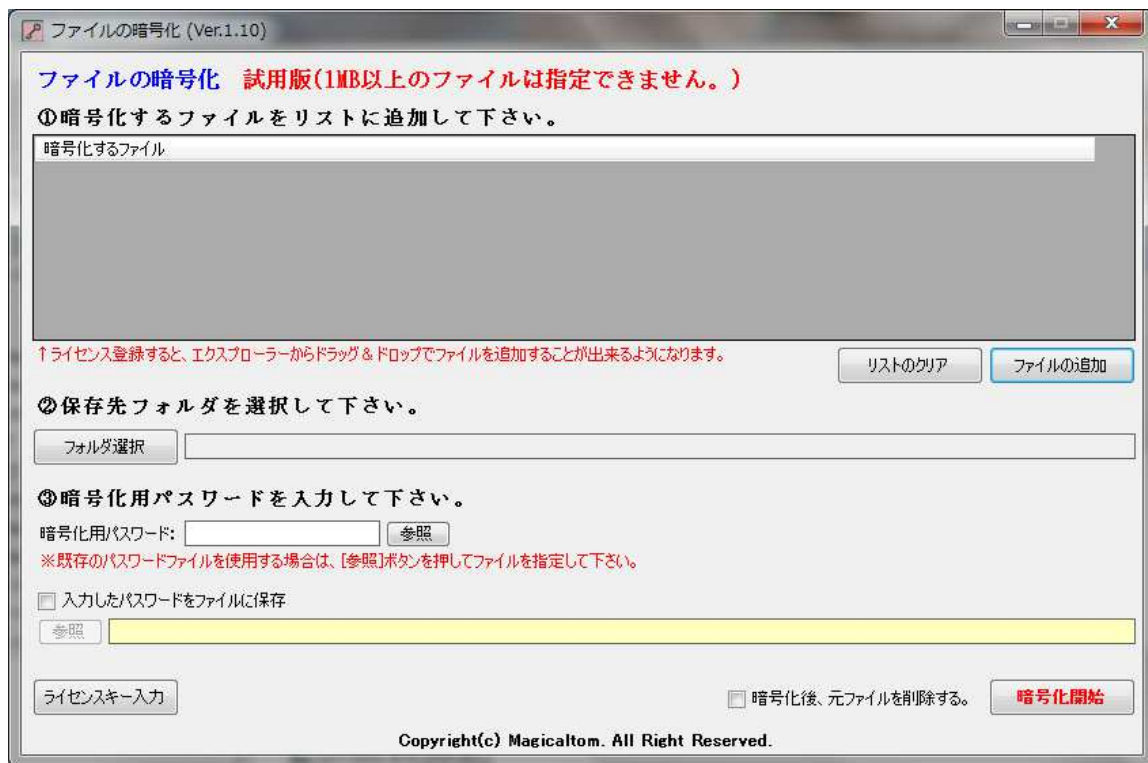 ファイルの暗号化 (Ver.1.10)
ファイルの暗号化 試用版(1MB以上のファイルは指定できません。)
①暗号化するファイルをリストに追加して下さい。
暗号化するファイル
↑ライセンス登録すると、エクスプローラーからドラッグ＆ドロップでファイルを追加することが出来るようになります。
リストのクリア ファイルの追加
②保存先フォルダを選択して下さい。
フォルダ選択
③暗号化用パスワードを入力して下さい。
暗号化用パスワード: 参照
※既存のパスワードファイルを使用する場合は、[参照]ボタンを押してファイルを指定して下さい。
入力したパスワードをファイルに保存
参照
ライセンスキー入力 暗号化後、元ファイルを削除する。 暗号化開始
Copyright(c) Magicaltom. All Right Reserved.